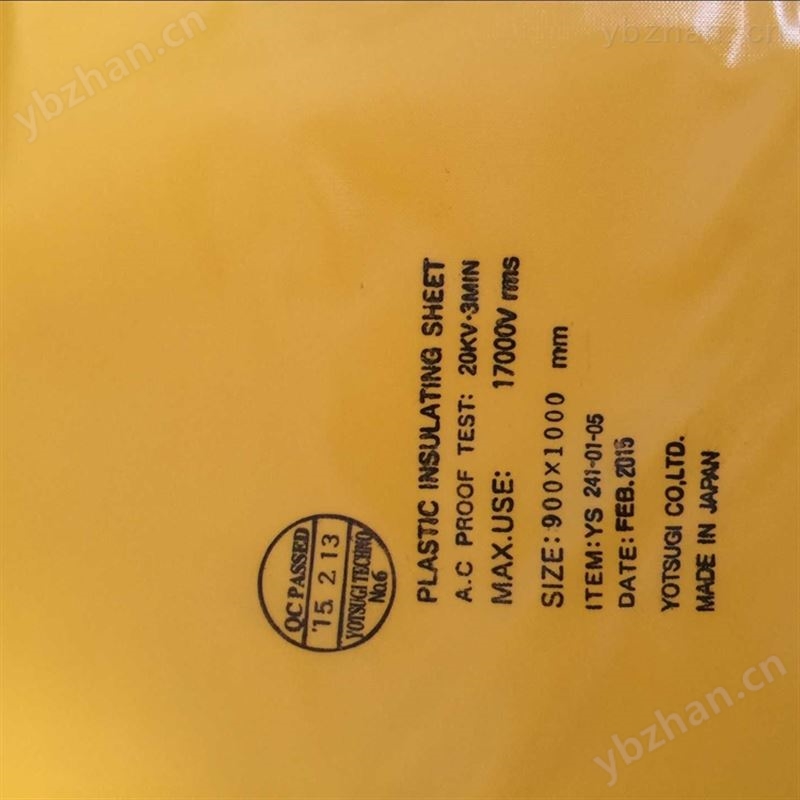 PLASTIC INSULATING SHEET
A.C PROOF TEST: 20KV·3MIN
MAX.USE: 17000V rms
SIZE: 900×1000 mm
ITEM: YS 241-01-05
DATE: FEB.2015
YOTSUGI CO,LTD.
MADE IN JAPAN
QC PASSED
'15. 2. 13
YOTSUGI TECHNO
No.6
ybzhan.cn
ybzhan.cn
ybzhan.cn